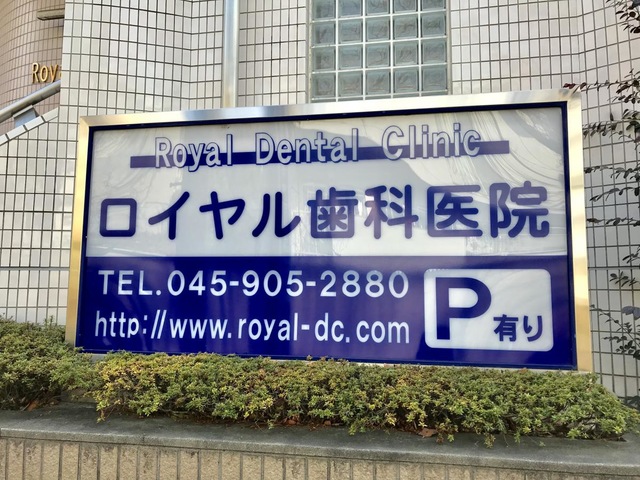 Roy
Royal Dental Clinic
ロイヤル歯科医院
TEL.045-905-2880
http://www.royal-dc.com
P有り